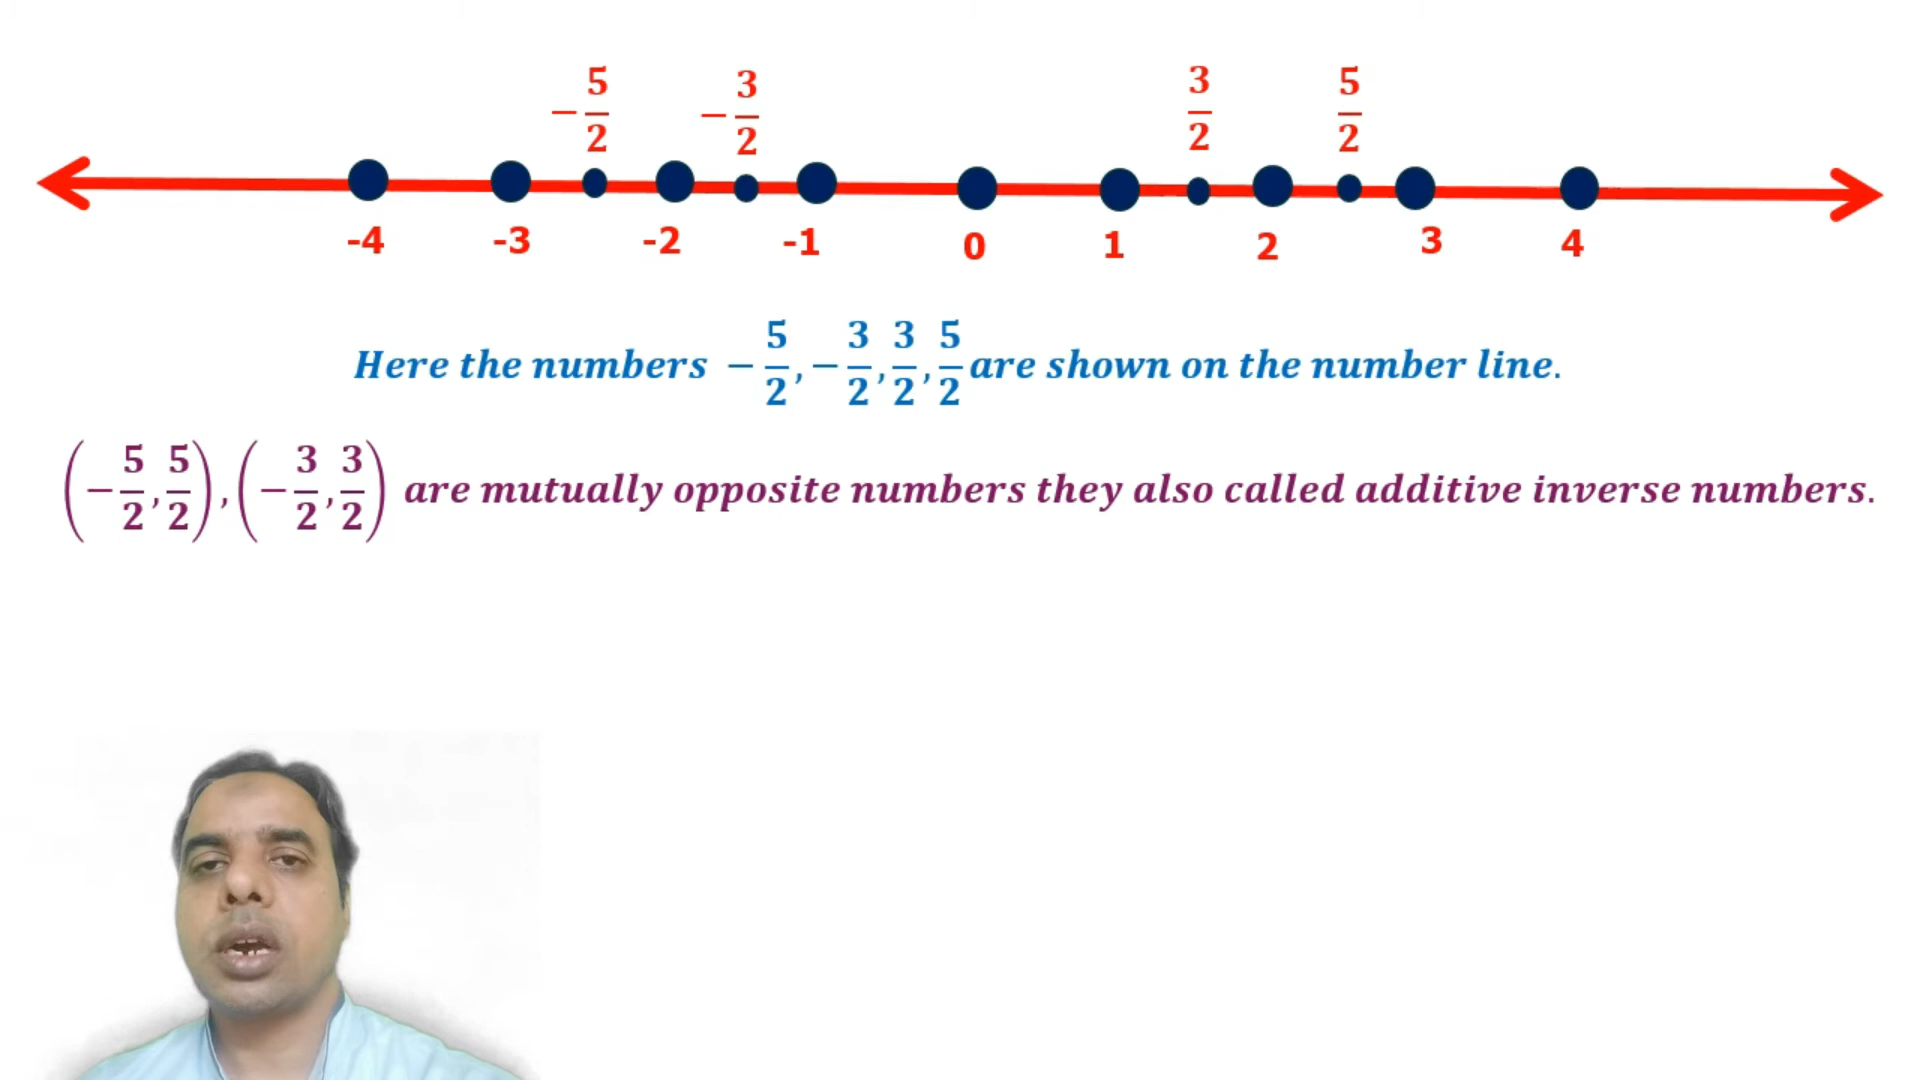 -5/2 -3/2 3/2 5/2
-4 -3 -2 -1 0 1 2 3 4
Here the numbers -5/2, -3/2, 3/2, 5/2 are shown on the number line.
(-5/2, 5/2), (-3/2, 3/2) are mutually opposite numbers they also called additive inverse numbers.